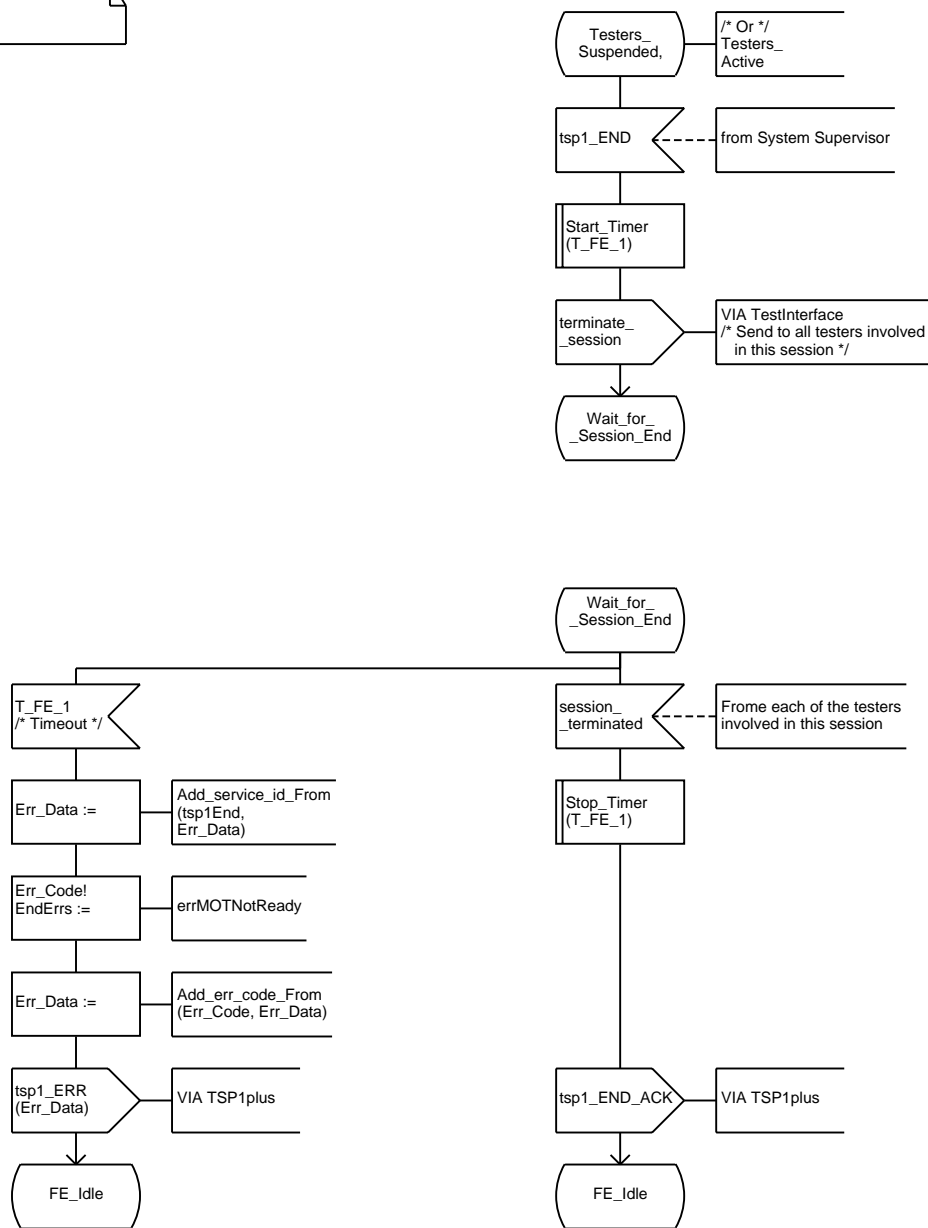 Testers_
Suspended,
/* Or */
Testers_
Active
tsp1_END
from System Supervisor
Start_Timer
(T_FE_1)
terminate_
_session
VIA TestInterface
/* Send to all testers involved
in this session */
Wait_for_
_Session_End
Wait_for_
_Session_End
T_FE_1
/* Timeout */
session_
_terminated
Frome each of the testers
involved in this session
Err_Data :=
Add_service_id_From
(tsp1End,
Err_Data)
Stop_Timer
(T_FE_1)
Err_Code!
EndErrs :=
errMOTNotReady
Err_Data :=
Add_err_code_From
(Err_Code, Err_Data)
tsp1_ERR
(Err_Data)
VIA TSP1plus
tsp1_END_ACK
VIA TSP1plus
FE_Idle
FE_Idle